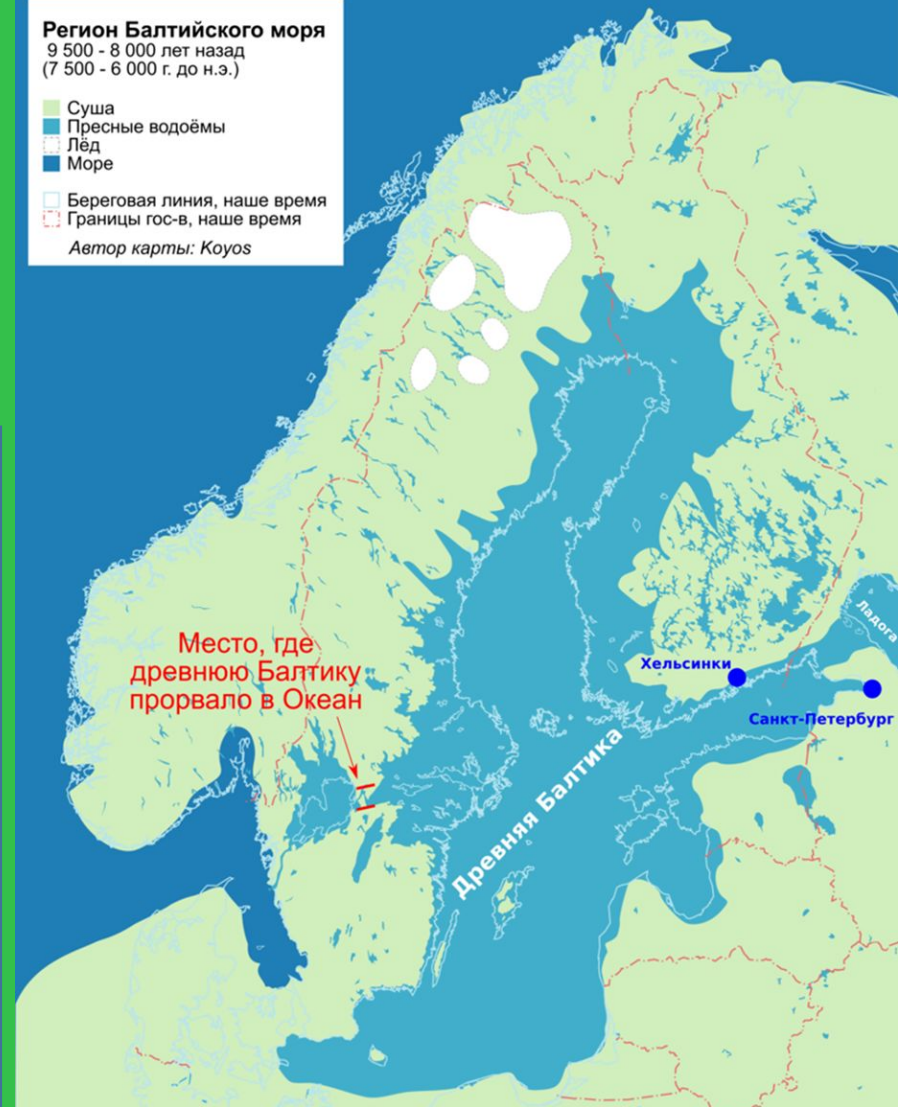 Регион Балтийского моря
9 500 - 8 000 лет назад
(7 500 - 6 000 г. до н.э.)
Суша
Пресные водоёмы
Лёд
Море
Береговая линия, наше время
Границы гос-в, наше время
Автор карты: Koyos
Ладога
Место, где
древнюю Балтику
прорвало в Океан
Хельсинки
Санкт-Петербург
Древняя Балтика